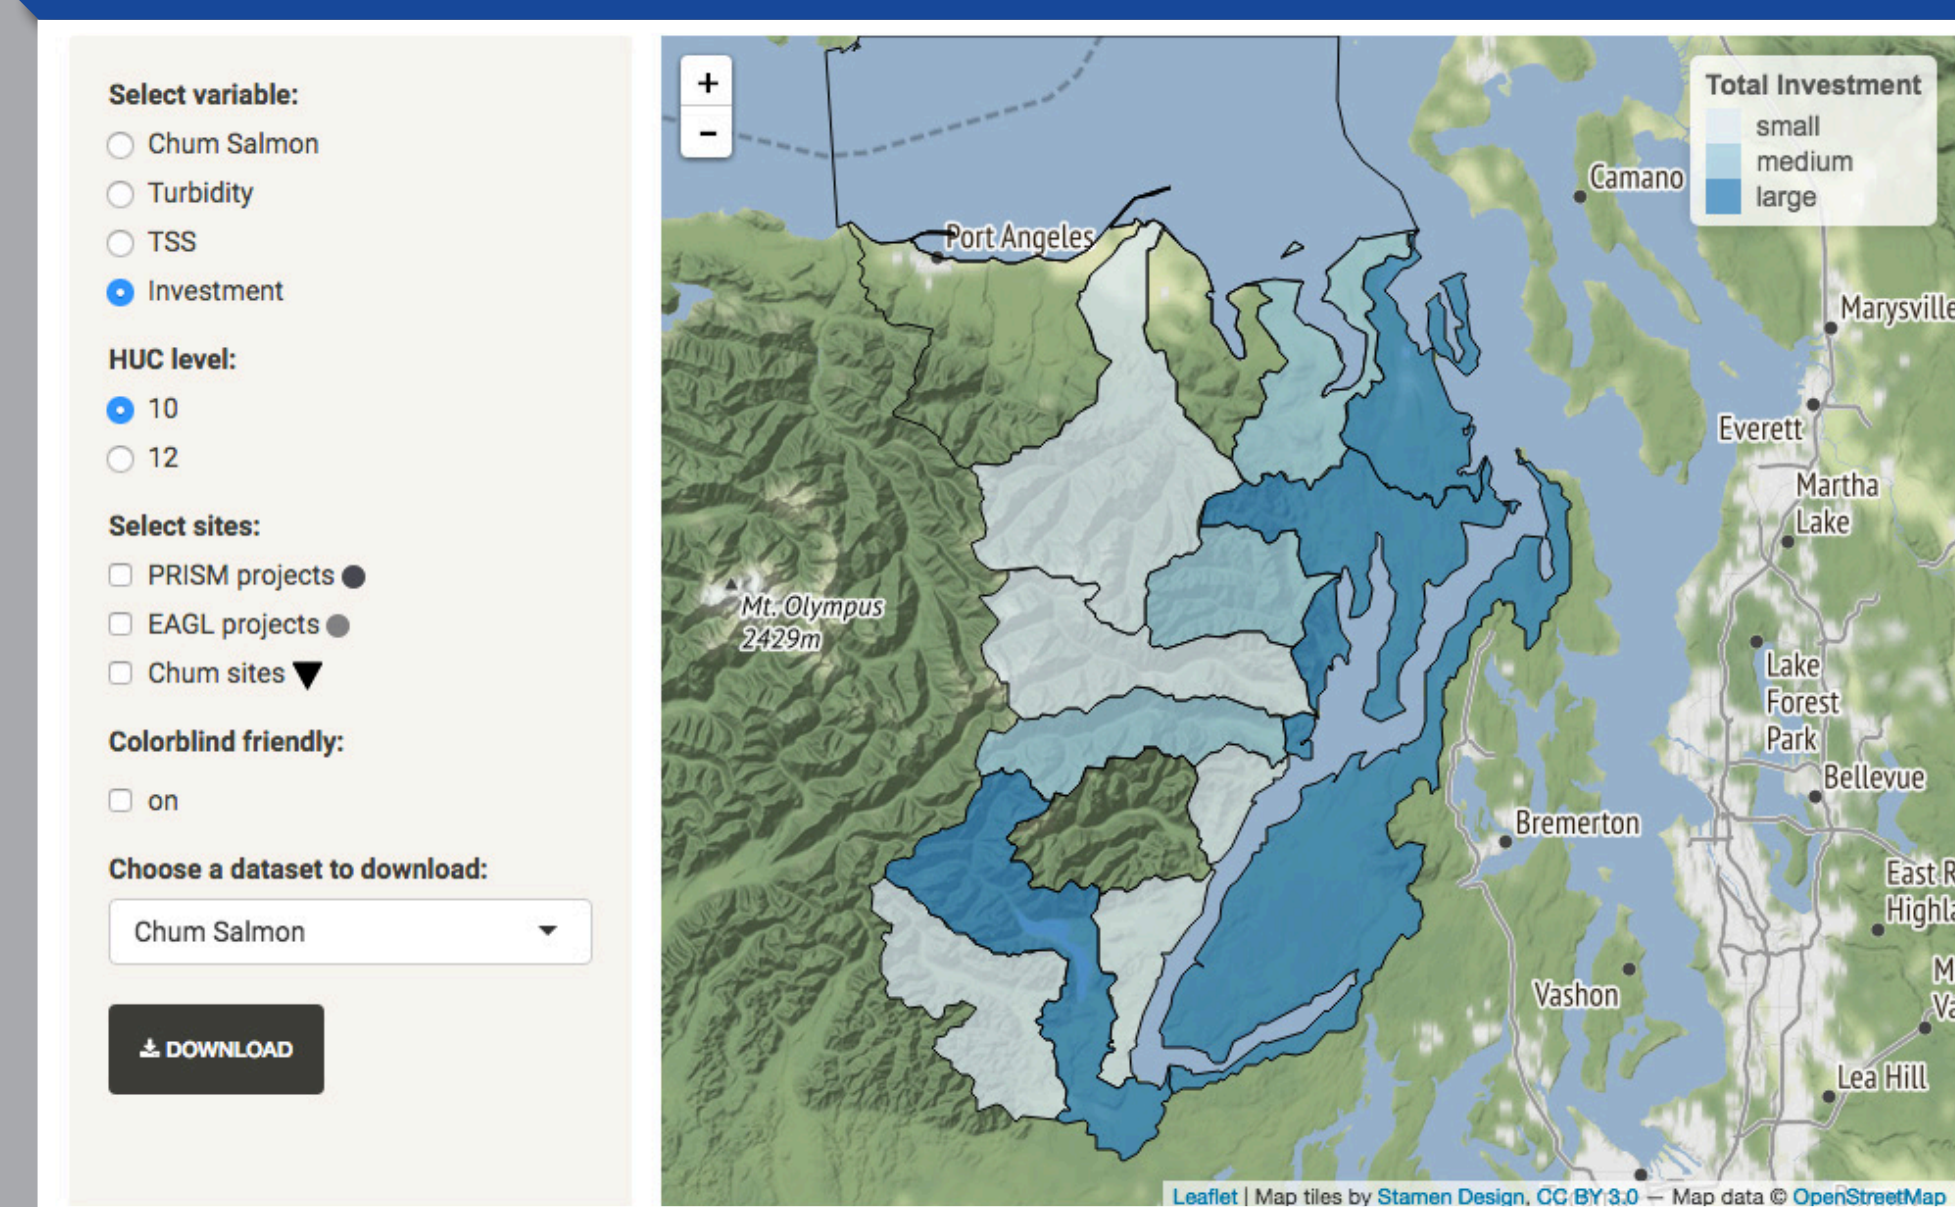 Select variable:
Chum Salmon
Turbidity
TSS
Investment
HUC level:
10
12
Select sites:
PRISM projects
EAGL projects
Chum sites
Colorblind friendly:
on
Choose a dataset to download:
Chum Salmon
DOWNLOAD
+
-
Total Investment
small
medium
large
Camano
Port Angeles
Marysville
Everett
Martha
Lake
Mt. Olympus
2429m
Lake
Forest
Park
Bellevue
Bremerton
East R
Highla
Vashon
M
Va
Lea Hill
Leaflet | Map tiles by Stamen Design, CC BY 3.0 — Map data © OpenStreetMap